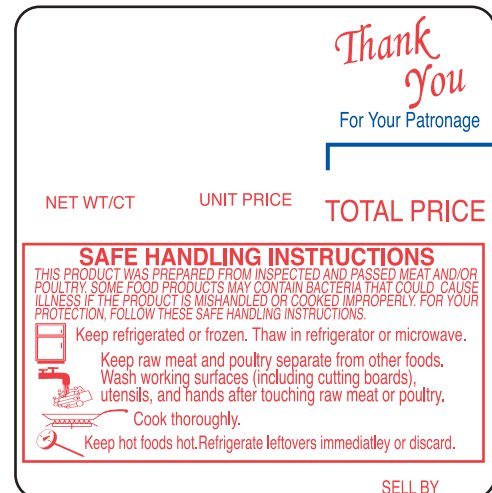 Thank
You
For Your Patronage
NET WT/CT UNIT PRICE TOTAL PRICE
SAFE HANDLING INSTRUCTIONS
THIS PRODUCT WAS PREPARED FROM INSPECTED AND PASSED MEAT AND/OR
POULTRY. SOME FOOD PRODUCTS MAY CONTAIN BACTERIA THAT COULD CAUSE
ILLNESS IF THE PRODUCT IS MISHANDLED OR COOKED IMPROPERLY. FOR YOUR
PROTECTION, FOLLOW THESE SAFE HANDLING INSTRUCTIONS.
Keep refrigerated or frozen. Thaw in refrigerator or microwave.
Keep raw meat and poultry separate from other foods.
Wash working surfaces (including cutting boards),
utensils, and hands after touching raw meat or poultry.
Cook thoroughly.
Keep hot foods hot.Refrigerate leftovers immediatley or discard.
SELL BY